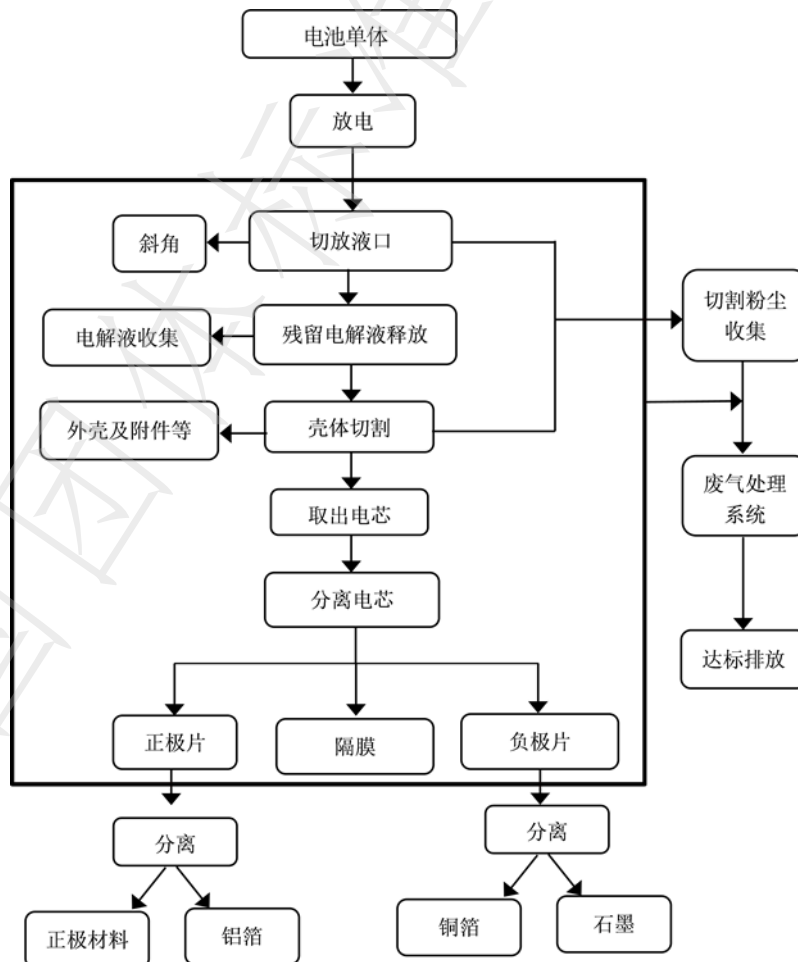 电池单体
放电
斜角
切放液口
电解液收集
残留电解液释放
切割粉尘
收集
外壳及附件等
壳体切割
取出电芯
废气处理
系统
分离电芯
达标排放
正极片
隔膜
负极片
分离
分离
正极材料
铝箔
铜箔
石墨
团体标准